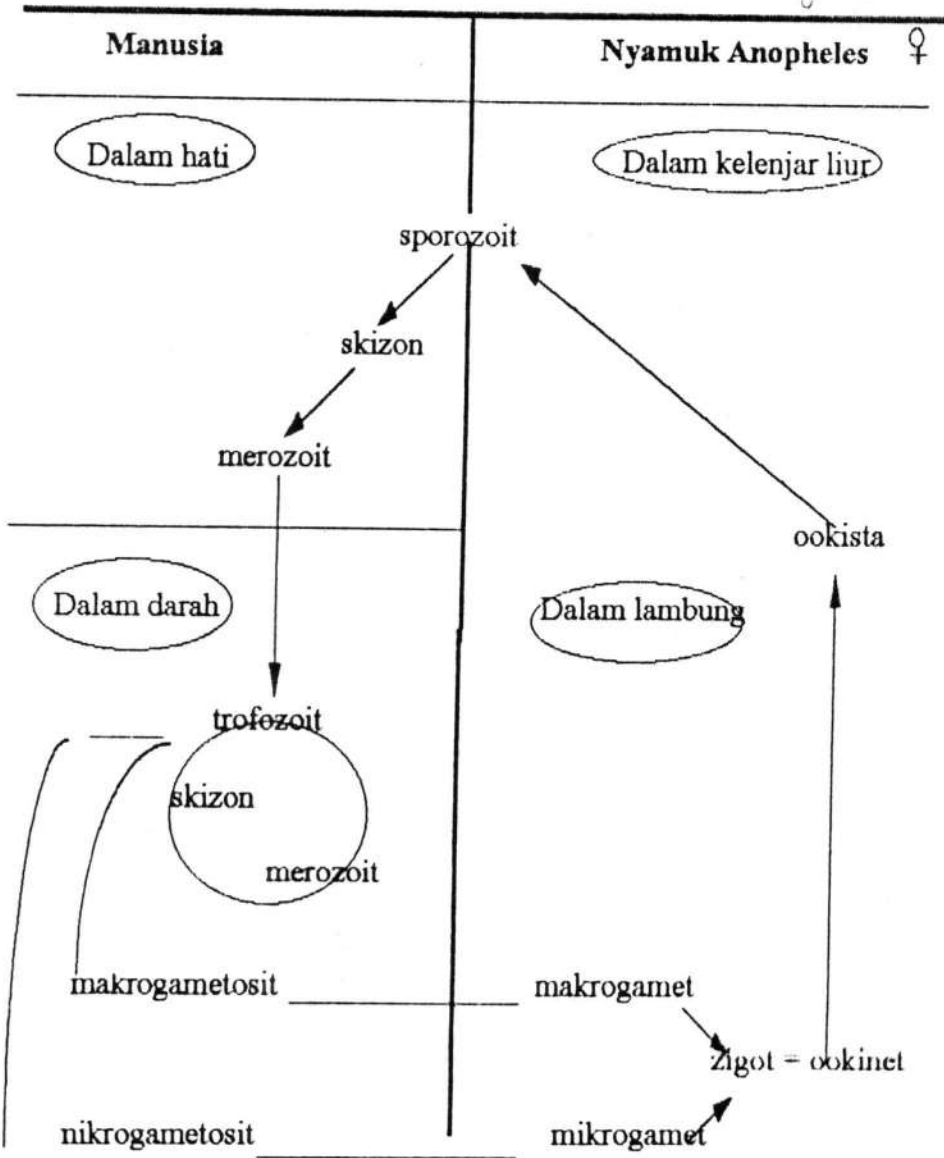 Manusia
Nyamuk Anopheles ♀
Dalam hati
Dalam kelenjar liur
sporozoit
skizon
merozoit
ookista
Dalam darah
Dalam lambung
trofozoit
skizon
merozoit
makrogametosit
makrogamet
zigot = ookinet
nikrogametosit
mikrogamet